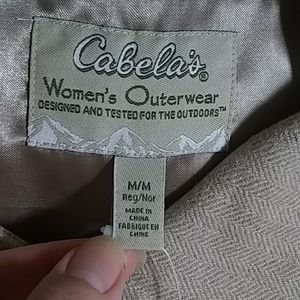 Cabela's®
Women's Outerwear
DESIGNED AND TESTED FOR THE OUTDOORS™
M/M
Reg/Nor
MADE IN
CHINA
FABRIQUÉ EN
CHINE